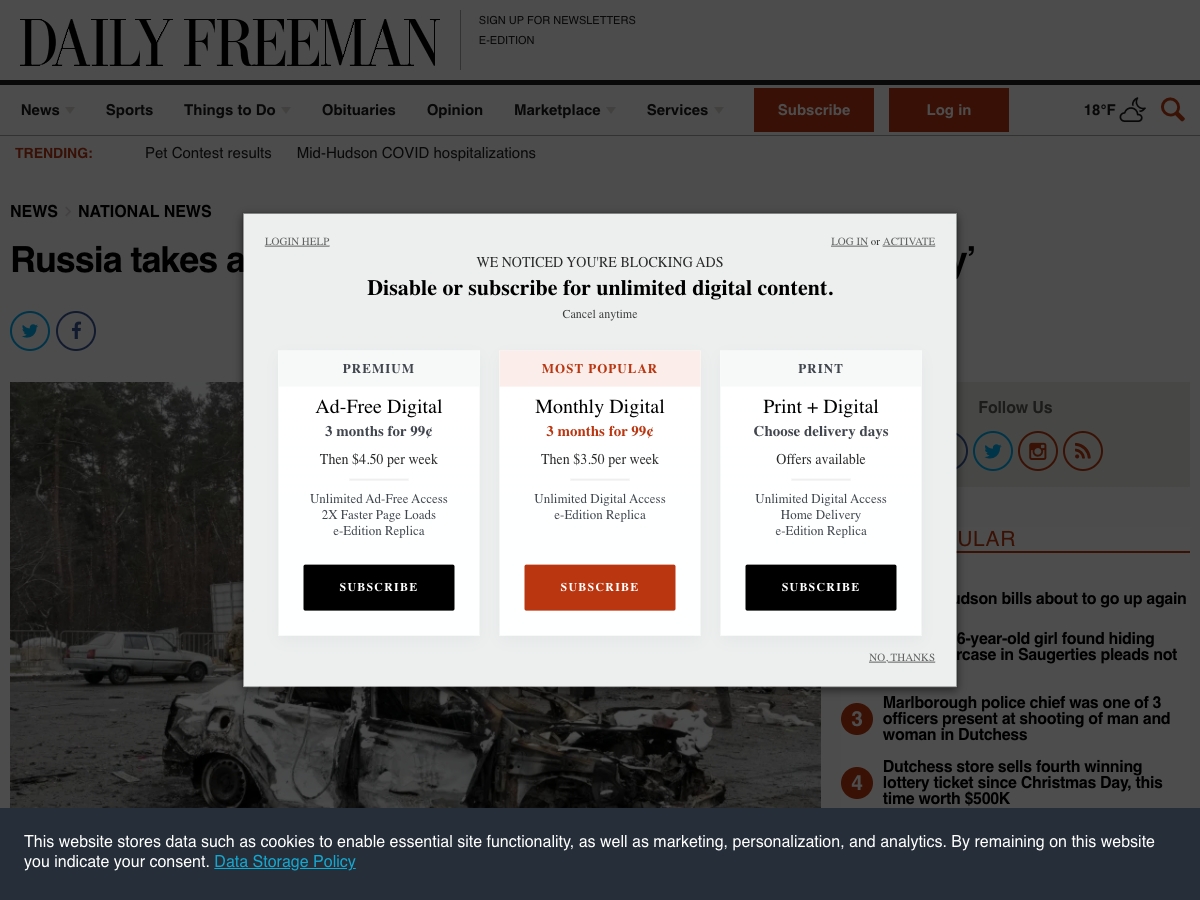 DAILY FREEMAN
SIGN UP FOR NEWSLETTERS
E-EDITION
News
Sports
Things to Do
Obituaries
Opinion
Marketplace
Services
Subscribe
Log in
18°F
TRENDING:
Pet Contest results
Mid-Hudson COVID hospitalizations
NEWS
NATIONAL NEWS
Russia takes a
y’
LOGIN HELP
LOG IN or ACTIVATE
WE NOTICED YOU'RE BLOCKING ADS
Disable or subscribe for unlimited digital content.
Cancel anytime
PREMIUM
Ad-Free Digital
3 months for 99¢
Then $4.50 per week
Unlimited Ad-Free Access
2X Faster Page Loads
e-Edition Replica
SUBSCRIBE
MOST POPULAR
Monthly Digital
3 months for 99¢
Then $3.50 per week
Unlimited Digital Access
e-Edition Replica
SUBSCRIBE
PRINT
Print + Digital
Choose delivery days
Offers available
Unlimited Digital Access
Home Delivery
e-Edition Replica
SUBSCRIBE
NO, THANKS
Follow Us
ULAR
udson bills about to go up again
6-year-old girl found hiding
rcase in Saugerties pleads not
3
Marlborough police chief was one of 3
officers present at shooting of man and
woman in Dutchess
4
Dutchess store sells fourth winning
lottery ticket since Christmas Day, this
time worth $500K
This website stores data such as cookies to enable essential site functionality, as well as marketing, personalization, and analytics. By remaining on this website
you indicate your consent. Data Storage Policy